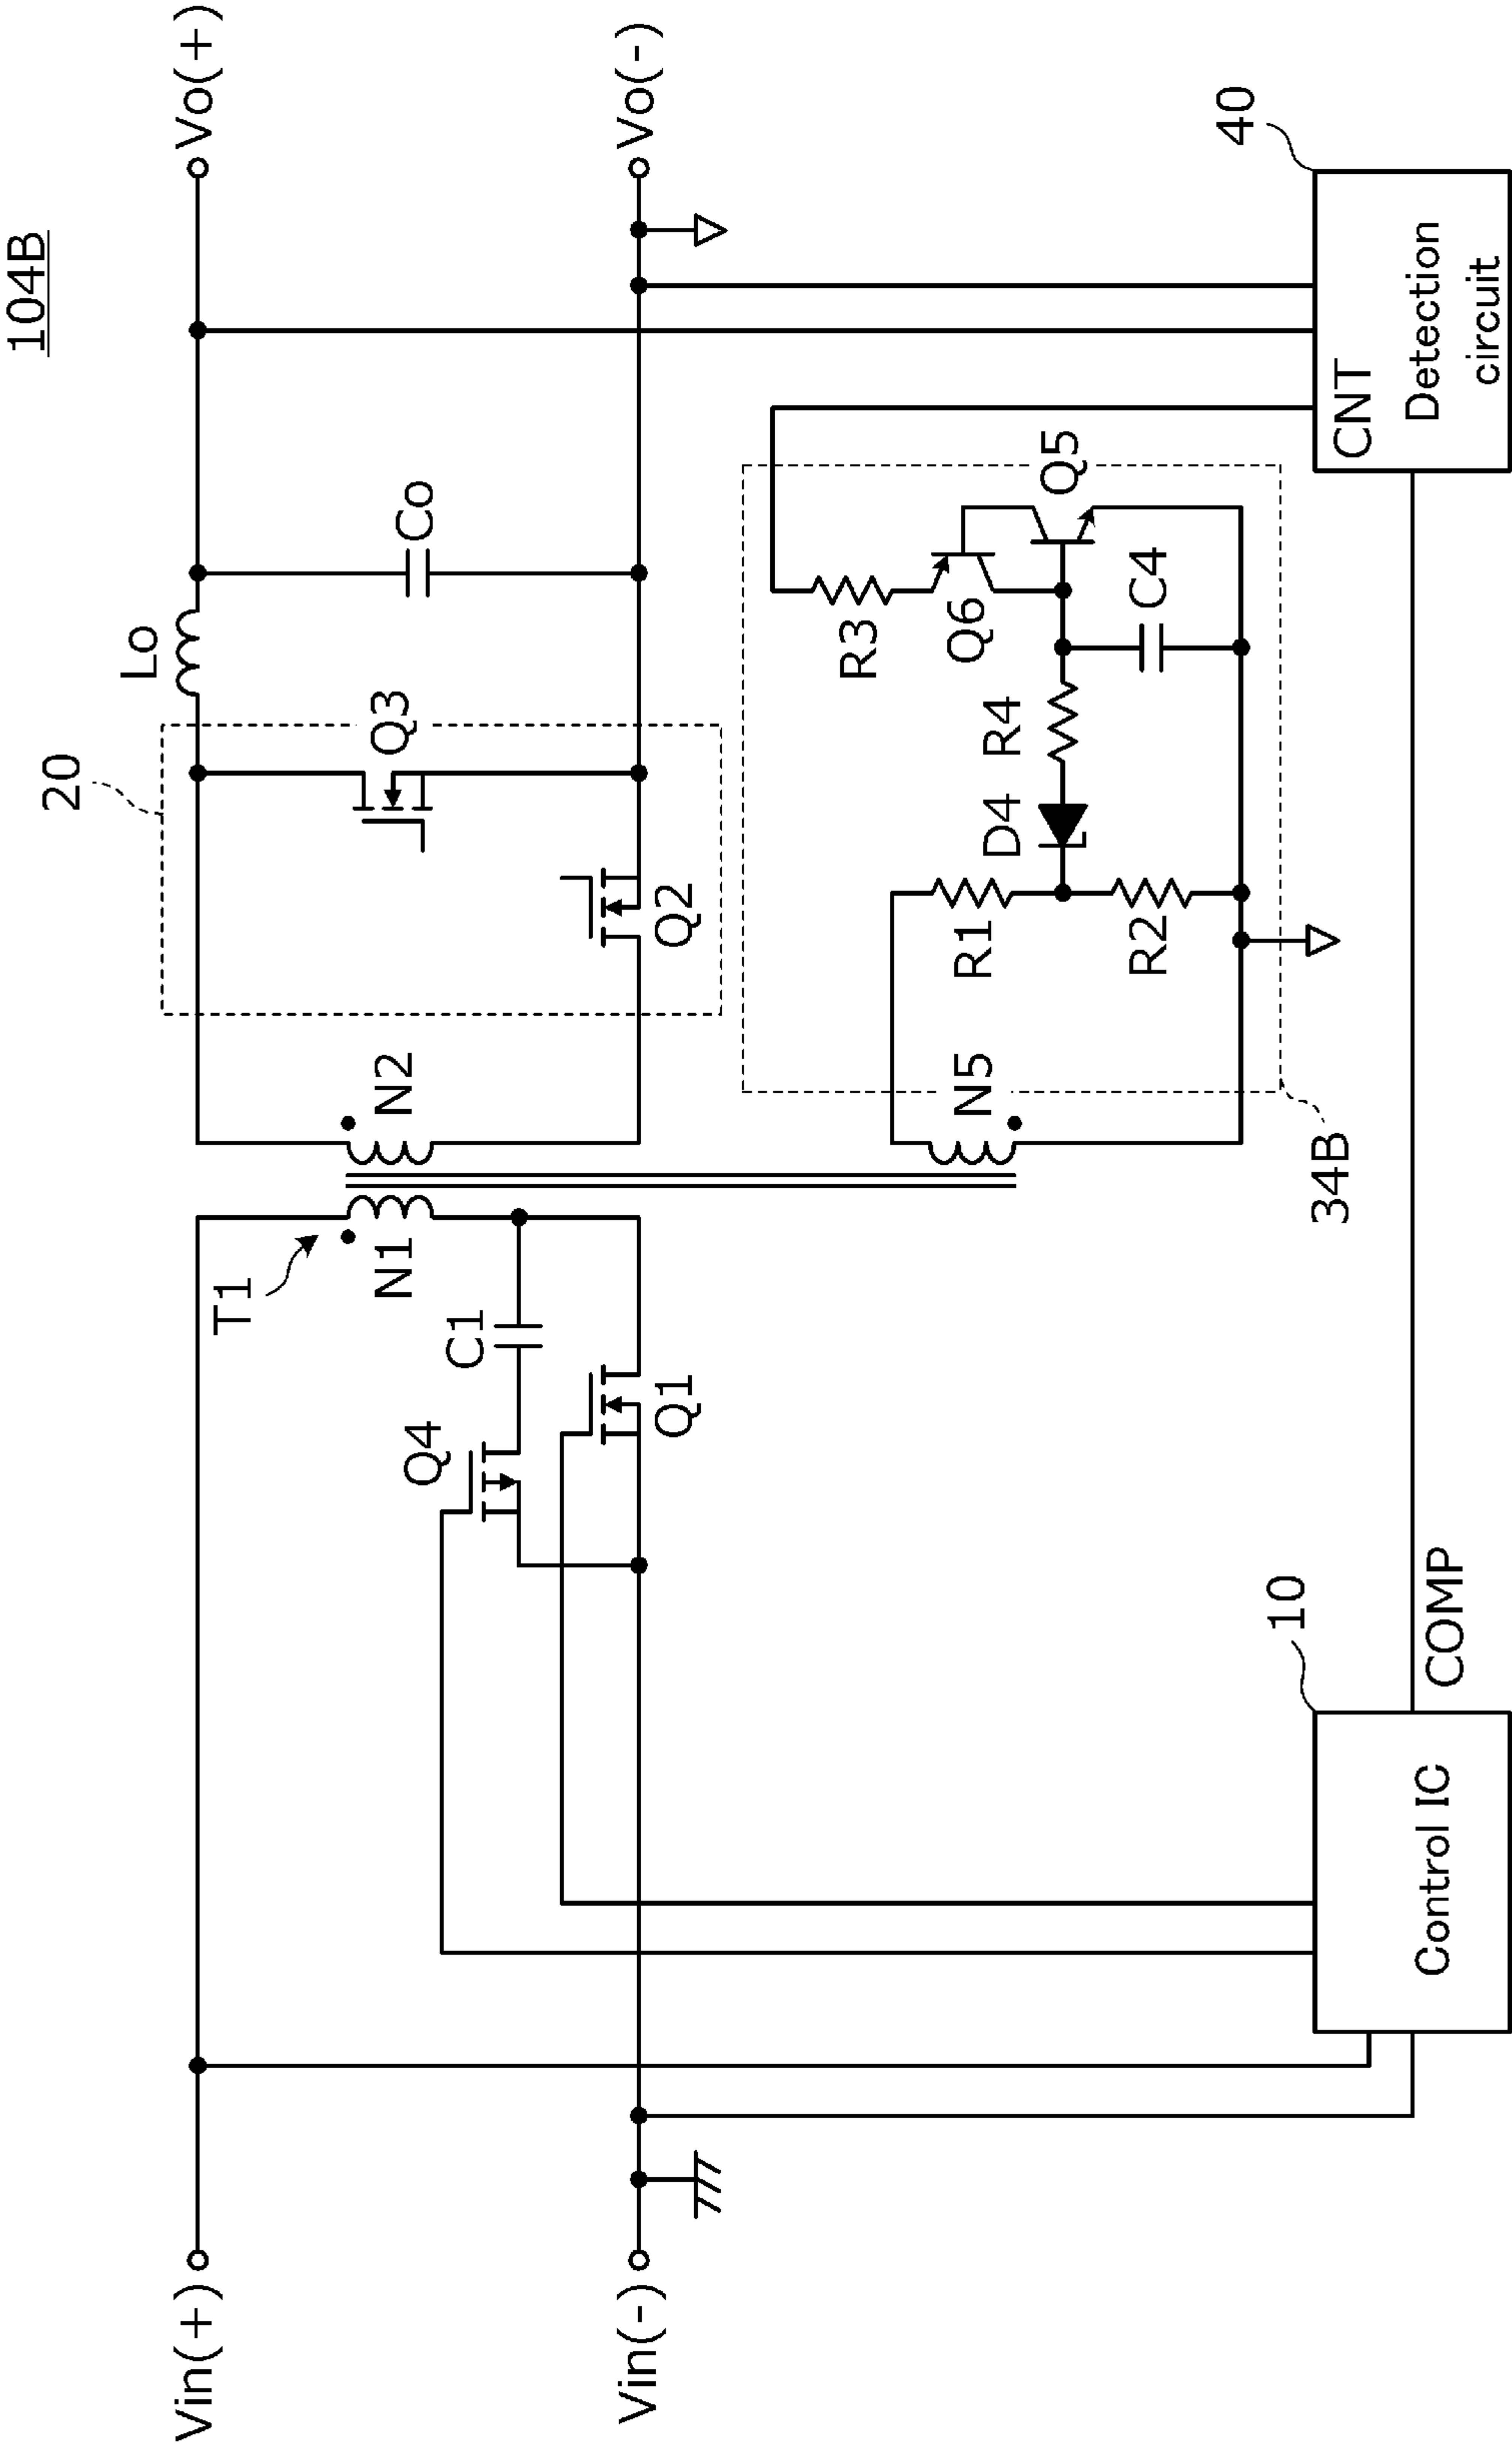 104B
Vin(+)
Vin(-)
T1
N1
N2
C1
Q4
Q1
20
Q2
Q3
Lo
Co
Vo(+)
Vo(-)
N5
34B
R1
R2
D4
R4
R3
Q6
Q5
C4
10
Control IC
COMP
40
CNT
Detection
circuit